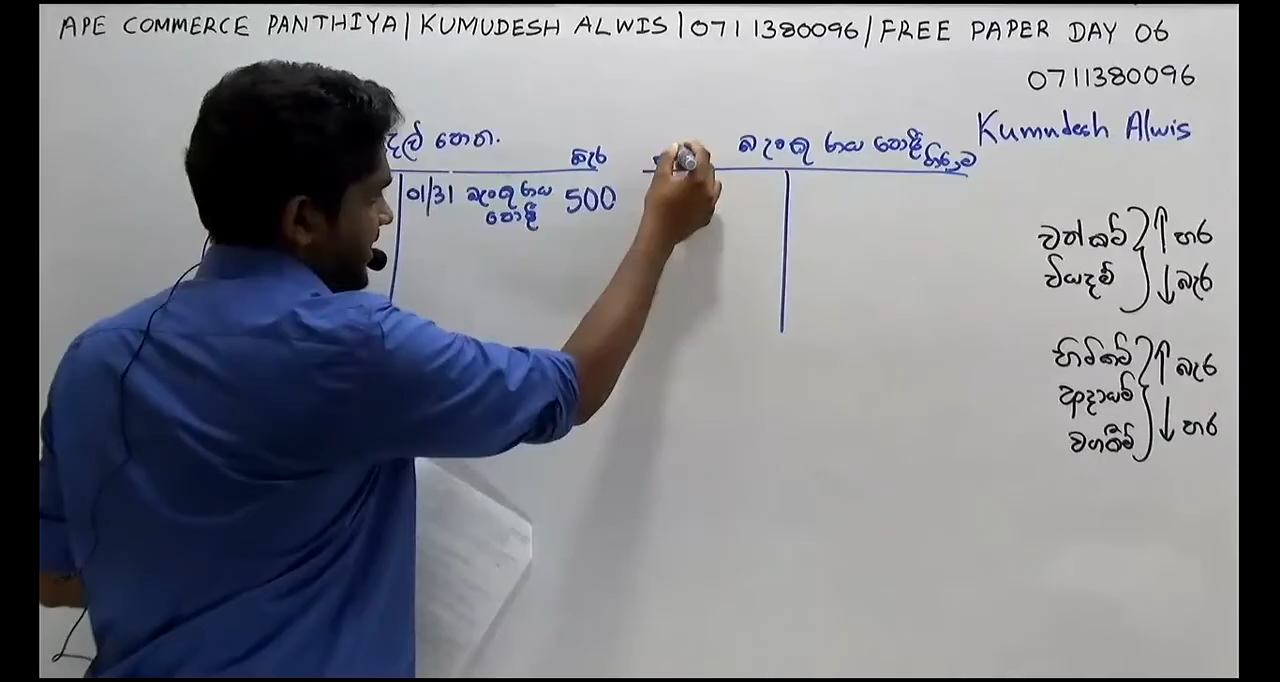 APE COMMERCE PANTHIYA | KUMUDESH ALWIS | 0711380096 / FREE PAPER DAY 06
0711380096
Kumudesh Alwis
බැංකු රාය පොළී
බැර
01/31 බැංකු රාය 500
පොළී
වත්කම් ↑ හර
වියදම් ↓ බැර
හිමිකම් ↑ බැර
ආදායම්
වගකීම් ↓ හර